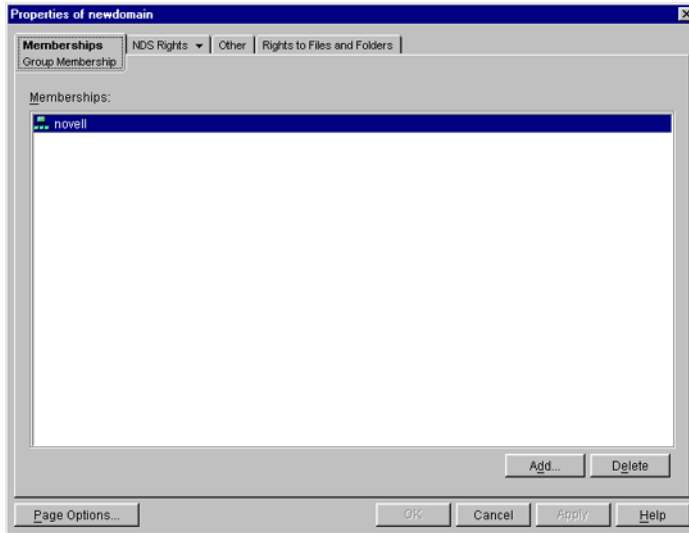 Properties of newdomain
Memberships NDS Rights Other Rights to Files and Folders
Group Membership
Memberships:
novell
Add... Delete
Page Options... OK Cancel Apply Help